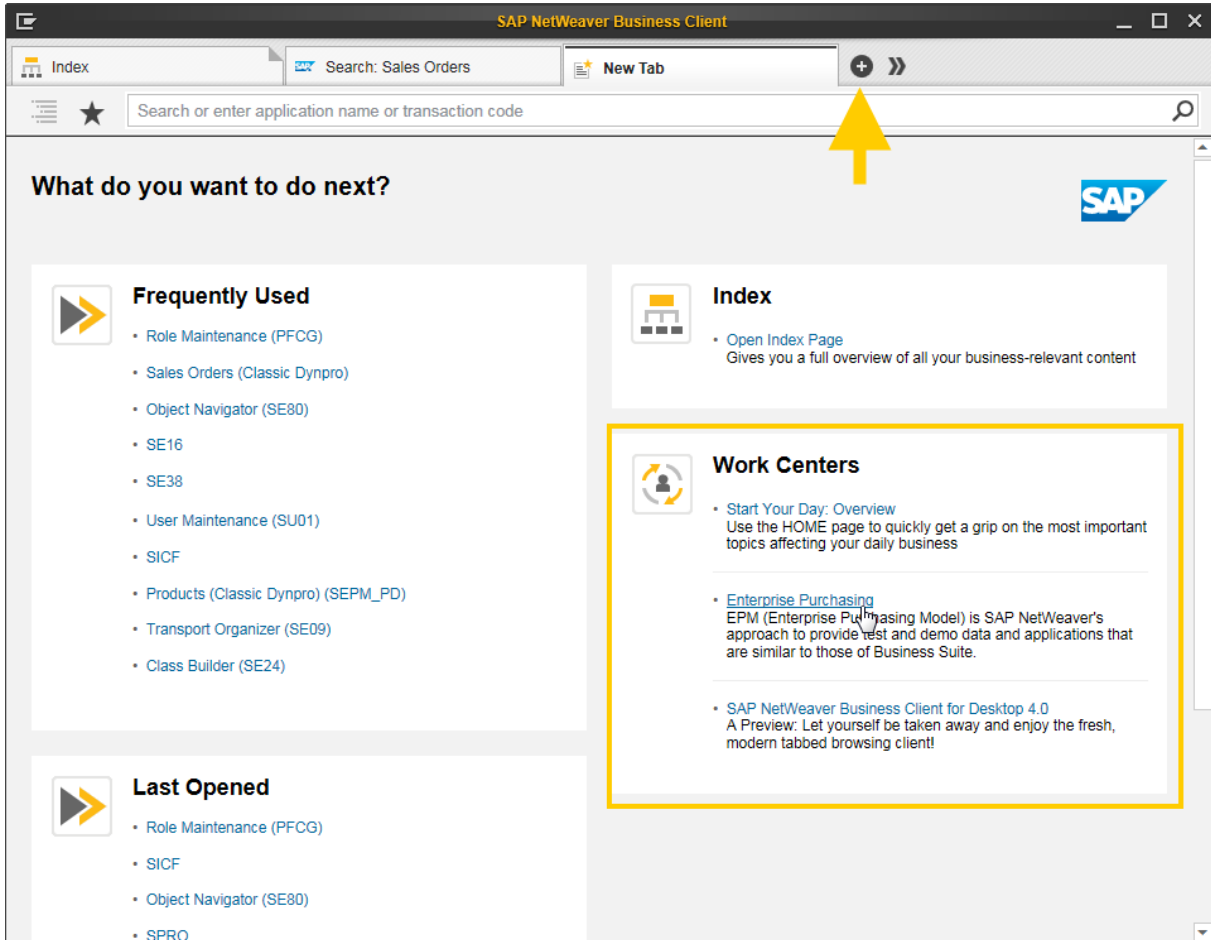 SAP NetWeaver Business Client
Index
Search: Sales Orders
New Tab
Search or enter application name or transaction code
What do you want to do next?
SAP
Frequently Used
Role Maintenance (PFCG)
Sales Orders (Classic Dynpro)
Object Navigator (SE80)
SE16
SE38
User Maintenance (SU01)
SICF
Products (Classic Dynpro) (SEPM_PD)
Transport Organizer (SE09)
Class Builder (SE24)
Last Opened
Role Maintenance (PFCG)
SICF
Object Navigator (SE80)
SPRO
Index
Open Index Page
Gives you a full overview of all your business-relevant content
Work Centers
Start Your Day: Overview
Use the HOME page to quickly get a grip on the most important
topics affecting your daily business
Enterprise Purchasing
EPM (Enterprise Purchasing Model) is SAP NetWeaver's
approach to provide test and demo data and applications that
are similar to those of Business Suite.
SAP NetWeaver Business Client for Desktop 4.0
A Preview: Let yourself be taken away and enjoy the fresh,
modern tabbed browsing client!